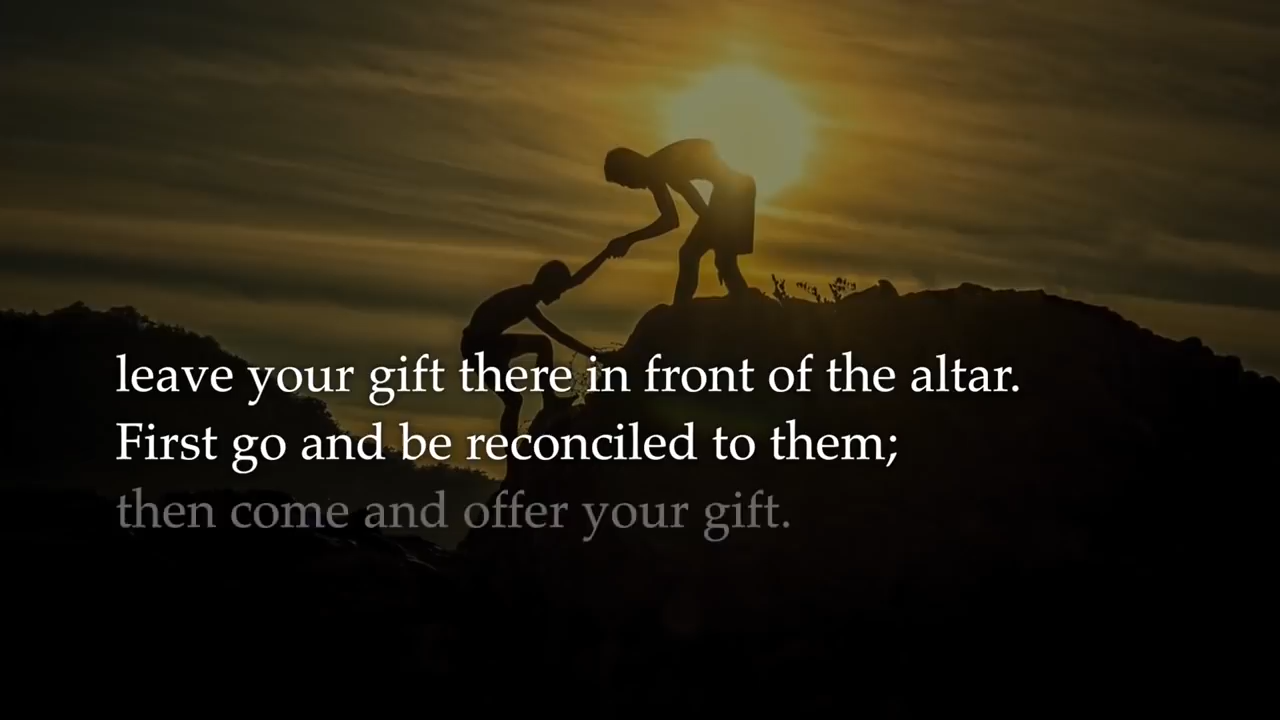 leave your gift there in front of the altar.
First go and be reconciled to them;
then come and offer your gift.